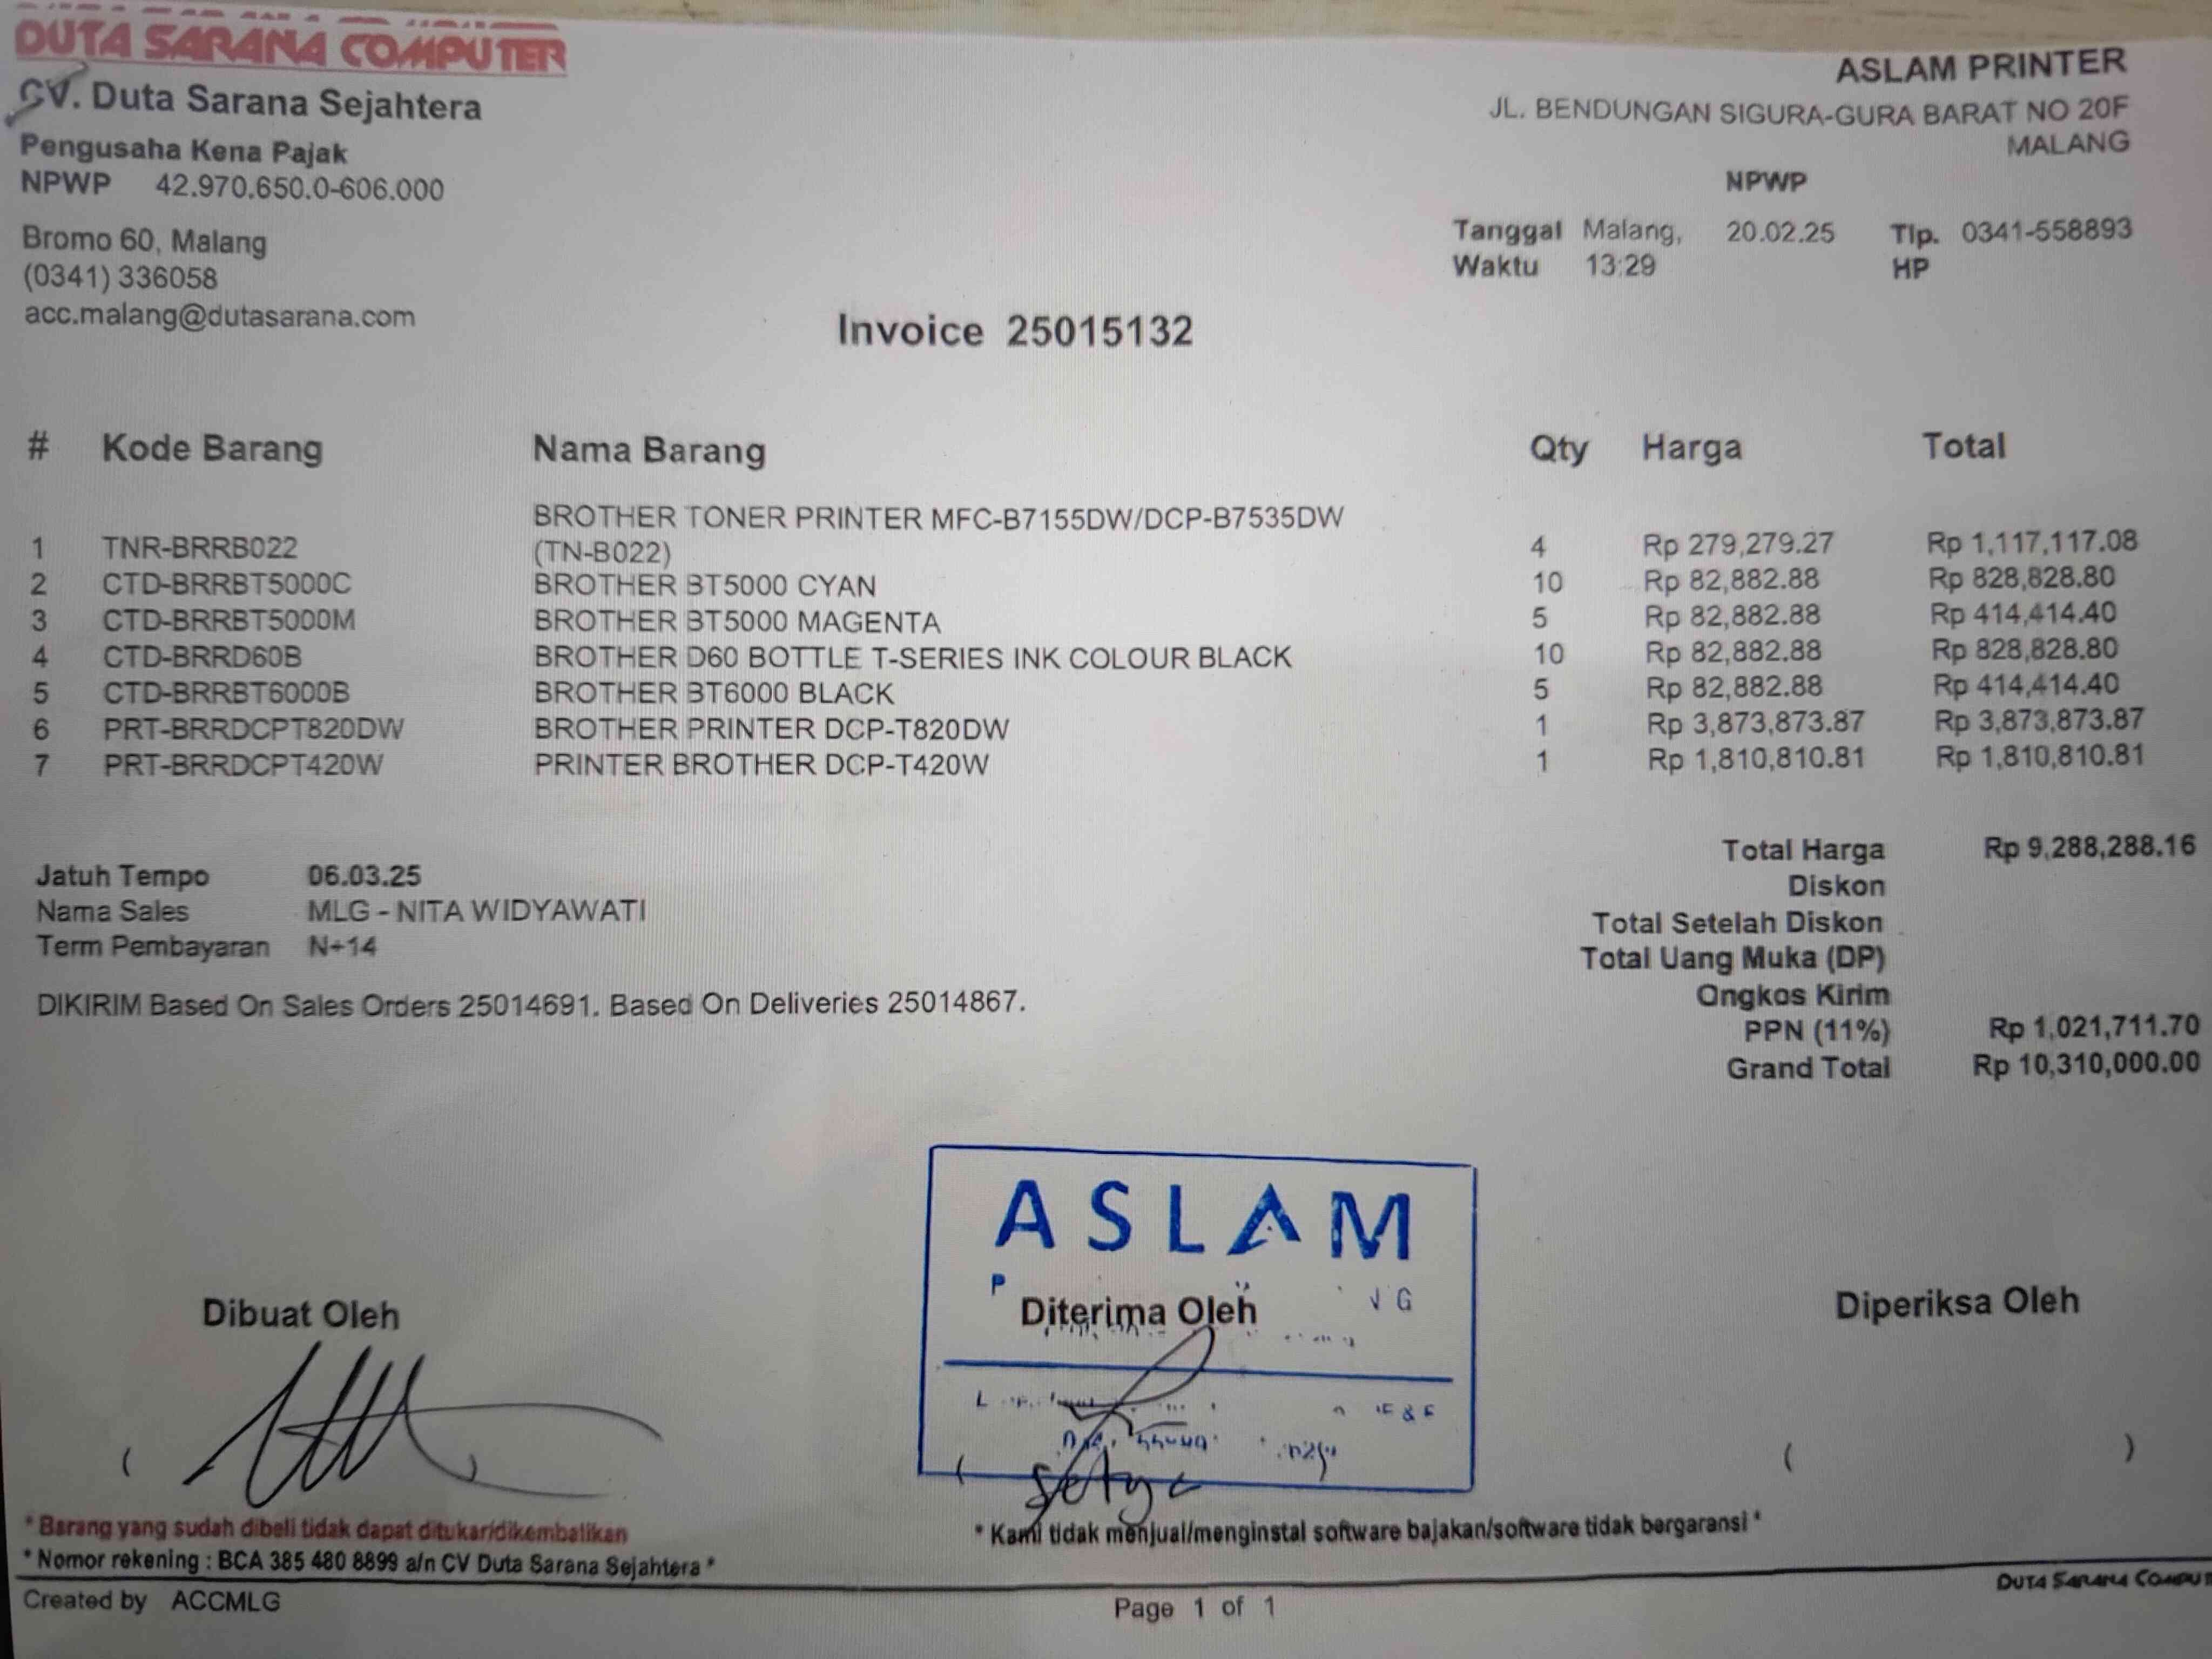 DUTA SARANA COMPUTER
CV. Duta Sarana Sejahtera
Pengusaha Kena Pajak
NPWP 42.970.650.0-606.000
Bromo 60, Malang
(0341) 336058
acc.malang@dutasarana.com
ASLAM PRINTER
JL. BENDUNGAN SIGURA-GURA BARAT NO 20F
MALANG
NPWP
Tanggal Malang, 20.02.25 Tlp. 0341-558893
Waktu 13:29 HP
Invoice 25015132
# Kode Barang Nama Barang Qty Harga Total
BROTHER TONER PRINTER MFC-B7155DW/DCP-B7535DW
1 TNR-BRRB022 (TN-B022) 4 Rp 279,279.27 Rp 1,117,117.08
2 CTD-BRRBT5000C BROTHER BT5000 CYAN 10 Rp 82,882.88 Rp 828,828.80
3 CTD-BRRBT5000M BROTHER BT5000 MAGENTA 5 Rp 82,882.88 Rp 414,414.40
4 CTD-BRRD60B BROTHER D60 BOTTLE T-SERIES INK COLOUR BLACK 10 Rp 82,882.88 Rp 828,828.80
5 CTD-BRRBT6000B BROTHER BT6000 BLACK 5 Rp 82,882.88 Rp 414,414.40
6 PRT-BRRDCPT820DW BROTHER PRINTER DCP-T820DW 1 Rp 3,873,873.87 Rp 3,873,873.87
7 PRT-BRRDCPT420W PRINTER BROTHER DCP-T420W 1 Rp 1,810,810.81 Rp 1,810,810.81
Jatuh Tempo 06.03.25
Nama Sales MLG - NITA WIDYAWATI
Term Pembayaran N+14
DIKIRIM Based On Sales Orders 25014691. Based On Deliveries 25014867.
Total Harga Rp 9,288,288.16
Diskon
Total Setelah Diskon
Total Uang Muka (DP)
Ongkos Kirim
PPN (11%) Rp 1,021,711.70
Grand Total Rp 10,310,000.00
ASLAM
Dibuat Oleh
Diterima Oleh
Diperiksa Oleh
Setya
* Barang yang sudah dibeli tidak dapat ditukar/dikembalikan
* Nomor rekening : BCA 385 480 8899 a/n CV Duta Sarana Sejahtera *
* Kami tidak menjual/menginstal software bajakan/software tidak bergaransi *
DUTA SARANA COMPUT
Created by ACCMLG
Page 1 of 1